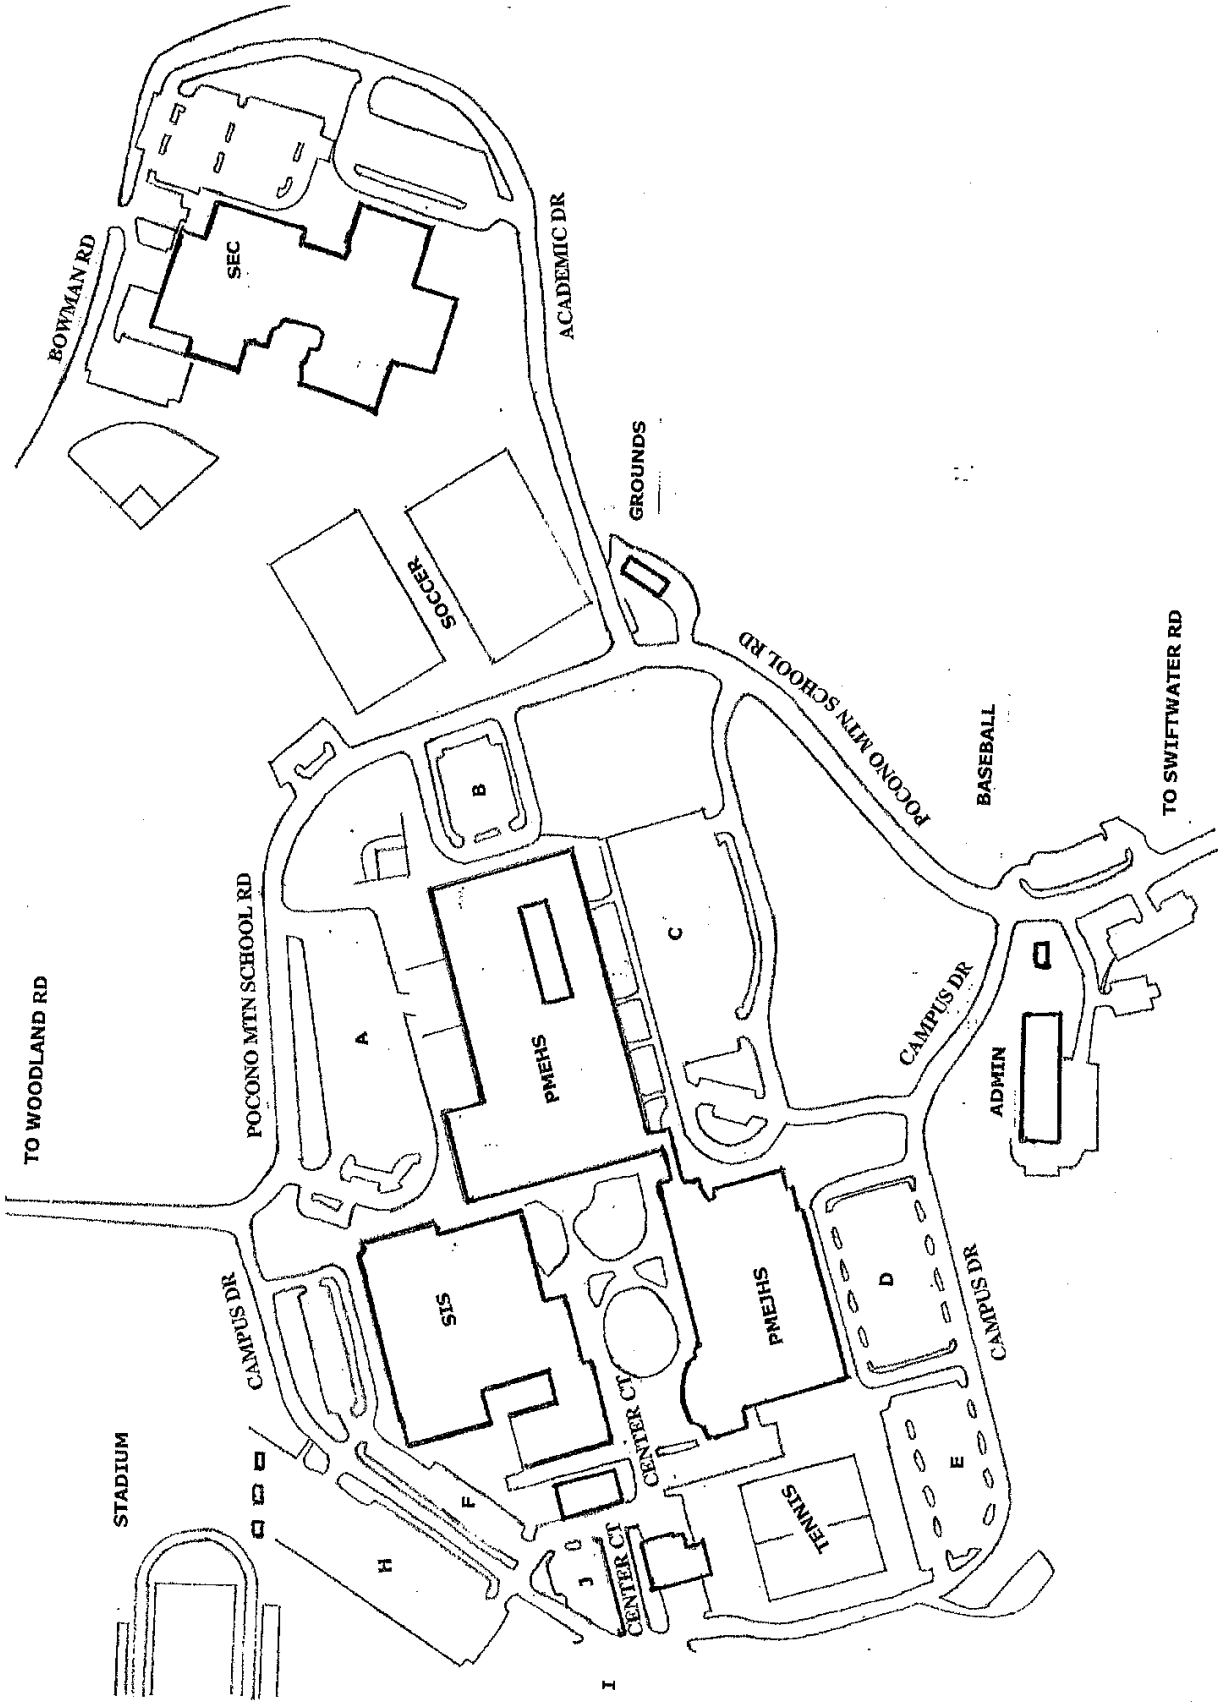 TO WOODLAND RD
STADIUM
BOWMAN RD
SEC
ACADEMIC DR
GROUNDS
SOCCER
POCONO MTN SCHOOL RD
POCONO MTN SCHOOL RD
BASEBALL
TO SWIFTWATER RD
A
B
C
PMEHS
CAMPUS DR
ADMIN
CAMPUS DR
SIS
PMEJHS
D
CAMPUS DR
CENTER CT
E
F
H
TENNIS
J
CENTER CT
I